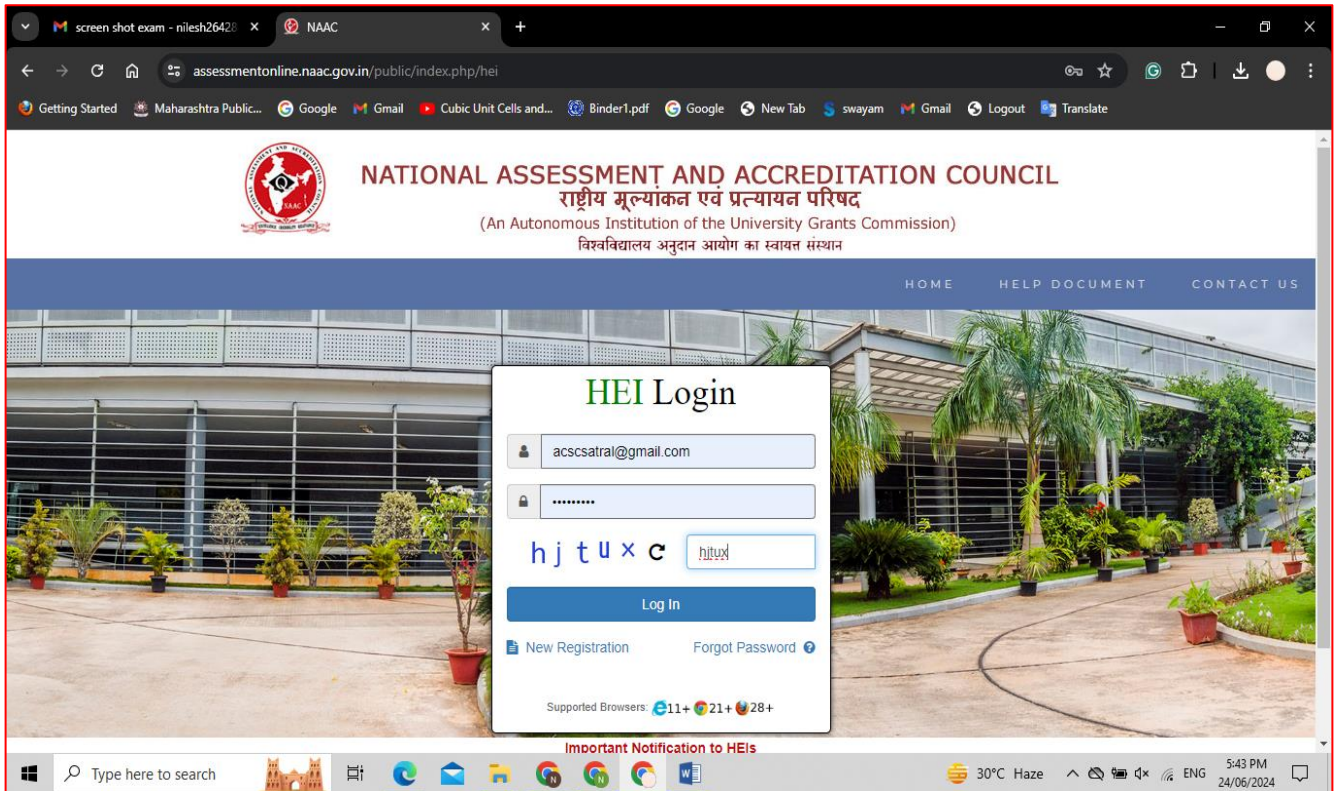 screen shot exam - nilesh26428
NAAC
assessmentonline.naac.gov.in/public/index.php/hei
Getting Started Maharashtra Public... Google Gmail Cubic Unit Cells and... Binder1.pdf Google New Tab swayam Gmail Logout Translate
NATIONAL ASSESSMENT AND ACCREDITATION COUNCIL
राष्ट्रीय मूल्यांकन एवं प्रत्यायन परिषद
(An Autonomous Institution of the University Grants Commission)
विश्वविद्यालय अनुदान आयोग का स्वायत्त संस्थान
HOME HELP DOCUMENT CONTACT US
HEI Login
acscsatral@gmail.com
hjtux hjtux
Log In
New Registration Forgot Password
Supported Browsers: 11+ 21+ 28+
Important Notification to HEIs
Type here to search
30°C Haze ENG 5:43 PM
24/06/2024